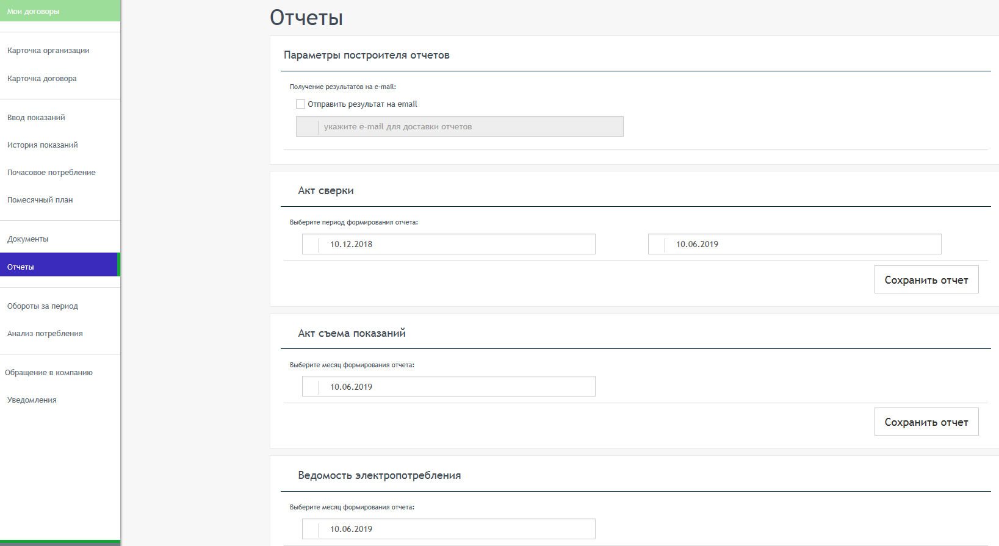 Мои договоры
Карточка организации
Карточка договора
Ввод показаний
История показаний
Почасовое потребление
Помесячный план
Документы
Отчеты
Обороты за период
Анализ потребления
Обращение в компанию
Уведомления
Отчеты
Параметры построителя отчетов
Получение результатов на e-mail:
Отправить результат на email
укажите e-mail для доставки отчетов
Акт сверки
Выберите период формирования отчета:
10.12.2018
10.06.2019
Сохранить отчет
Акт съема показаний
Выберите месяц формирования отчета:
10.06.2019
Сохранить отчет
Ведомость электропотребления
Выберите месяц формирования отчета:
10.06.2019